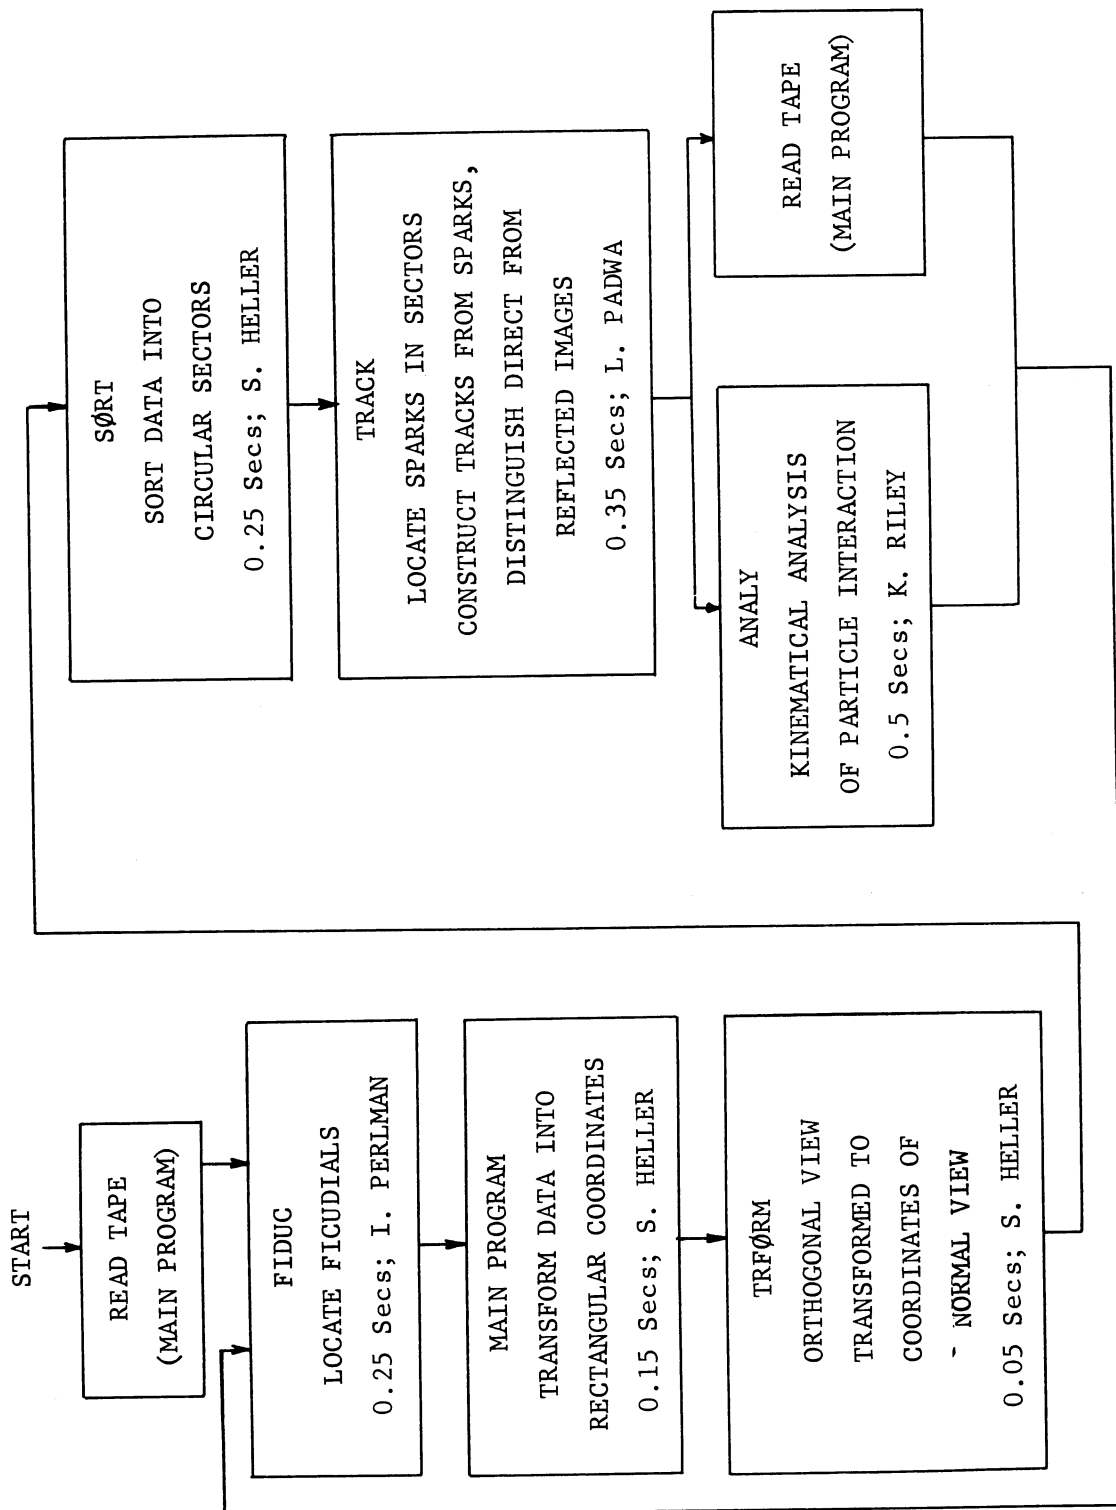 START
READ TAPE
(MAIN PROGRAM)
FIDUC
LOCATE FICUDIALS
0.25 Secs; I. PERLMAN
MAIN PROGRAM
TRANSFORM DATA INTO
RECTANGULAR COORDINATES
0.15 Secs; S. HELLER
TRFØRM
ORTHOGONAL VIEW
TRANSFORMED TO
COORDINATES OF
- NORMAL VIEW
0.05 Secs; S. HELLER
SØRT
SORT DATA INTO
CIRCULAR SECTORS
0.25 Secs; S. HELLER
TRACK
LOCATE SPARKS IN SECTORS
CONSTRUCT TRACKS FROM SPARKS,
DISTINGUISH DIRECT FROM
REFLECTED IMAGES
0.35 Secs; L. PADWA
ANALY
KINEMATICAL ANALYSIS
OF PARTICLE INTERACTION
0.5 Secs; K. RILEY
READ TAPE
(MAIN PROGRAM)